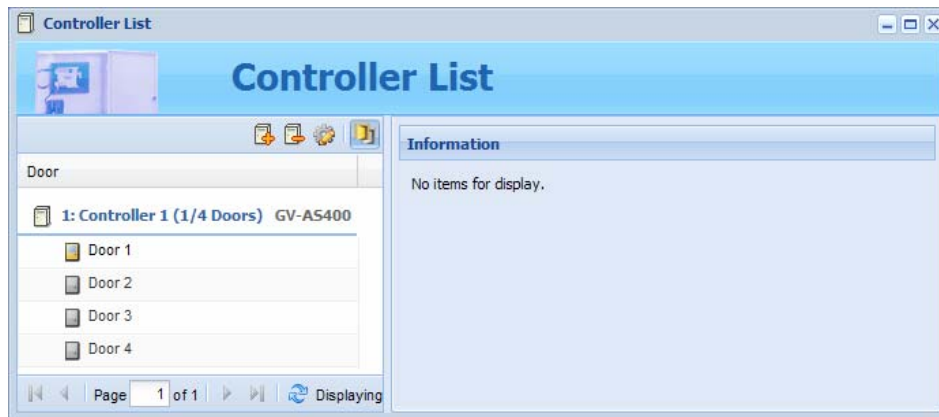 Controller List
Controller List
Information
Door
No items for display.
1: Controller 1 (1/4 Doors) GV-AS400
Door 1
Door 2
Door 3
Door 4
Page 1 of 1 Displaying